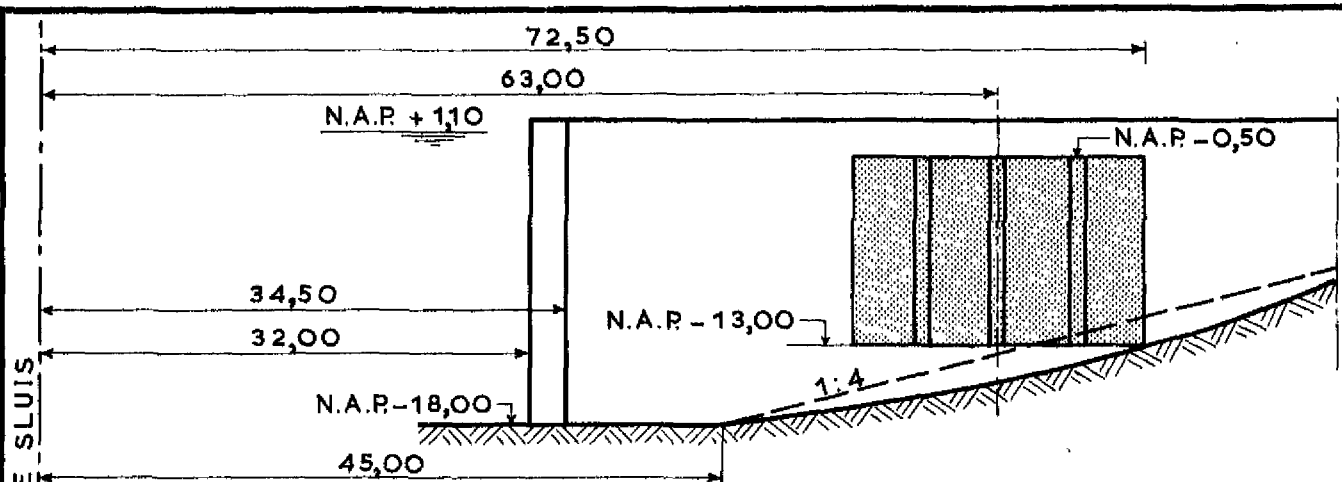 72,50
63,00
N.A.P. + 1,10
N.A.P. -0,50
34,50
N.A.P. - 13,00
32,00
1:4
N.A.P. -18,00
45,00
E SLUIS